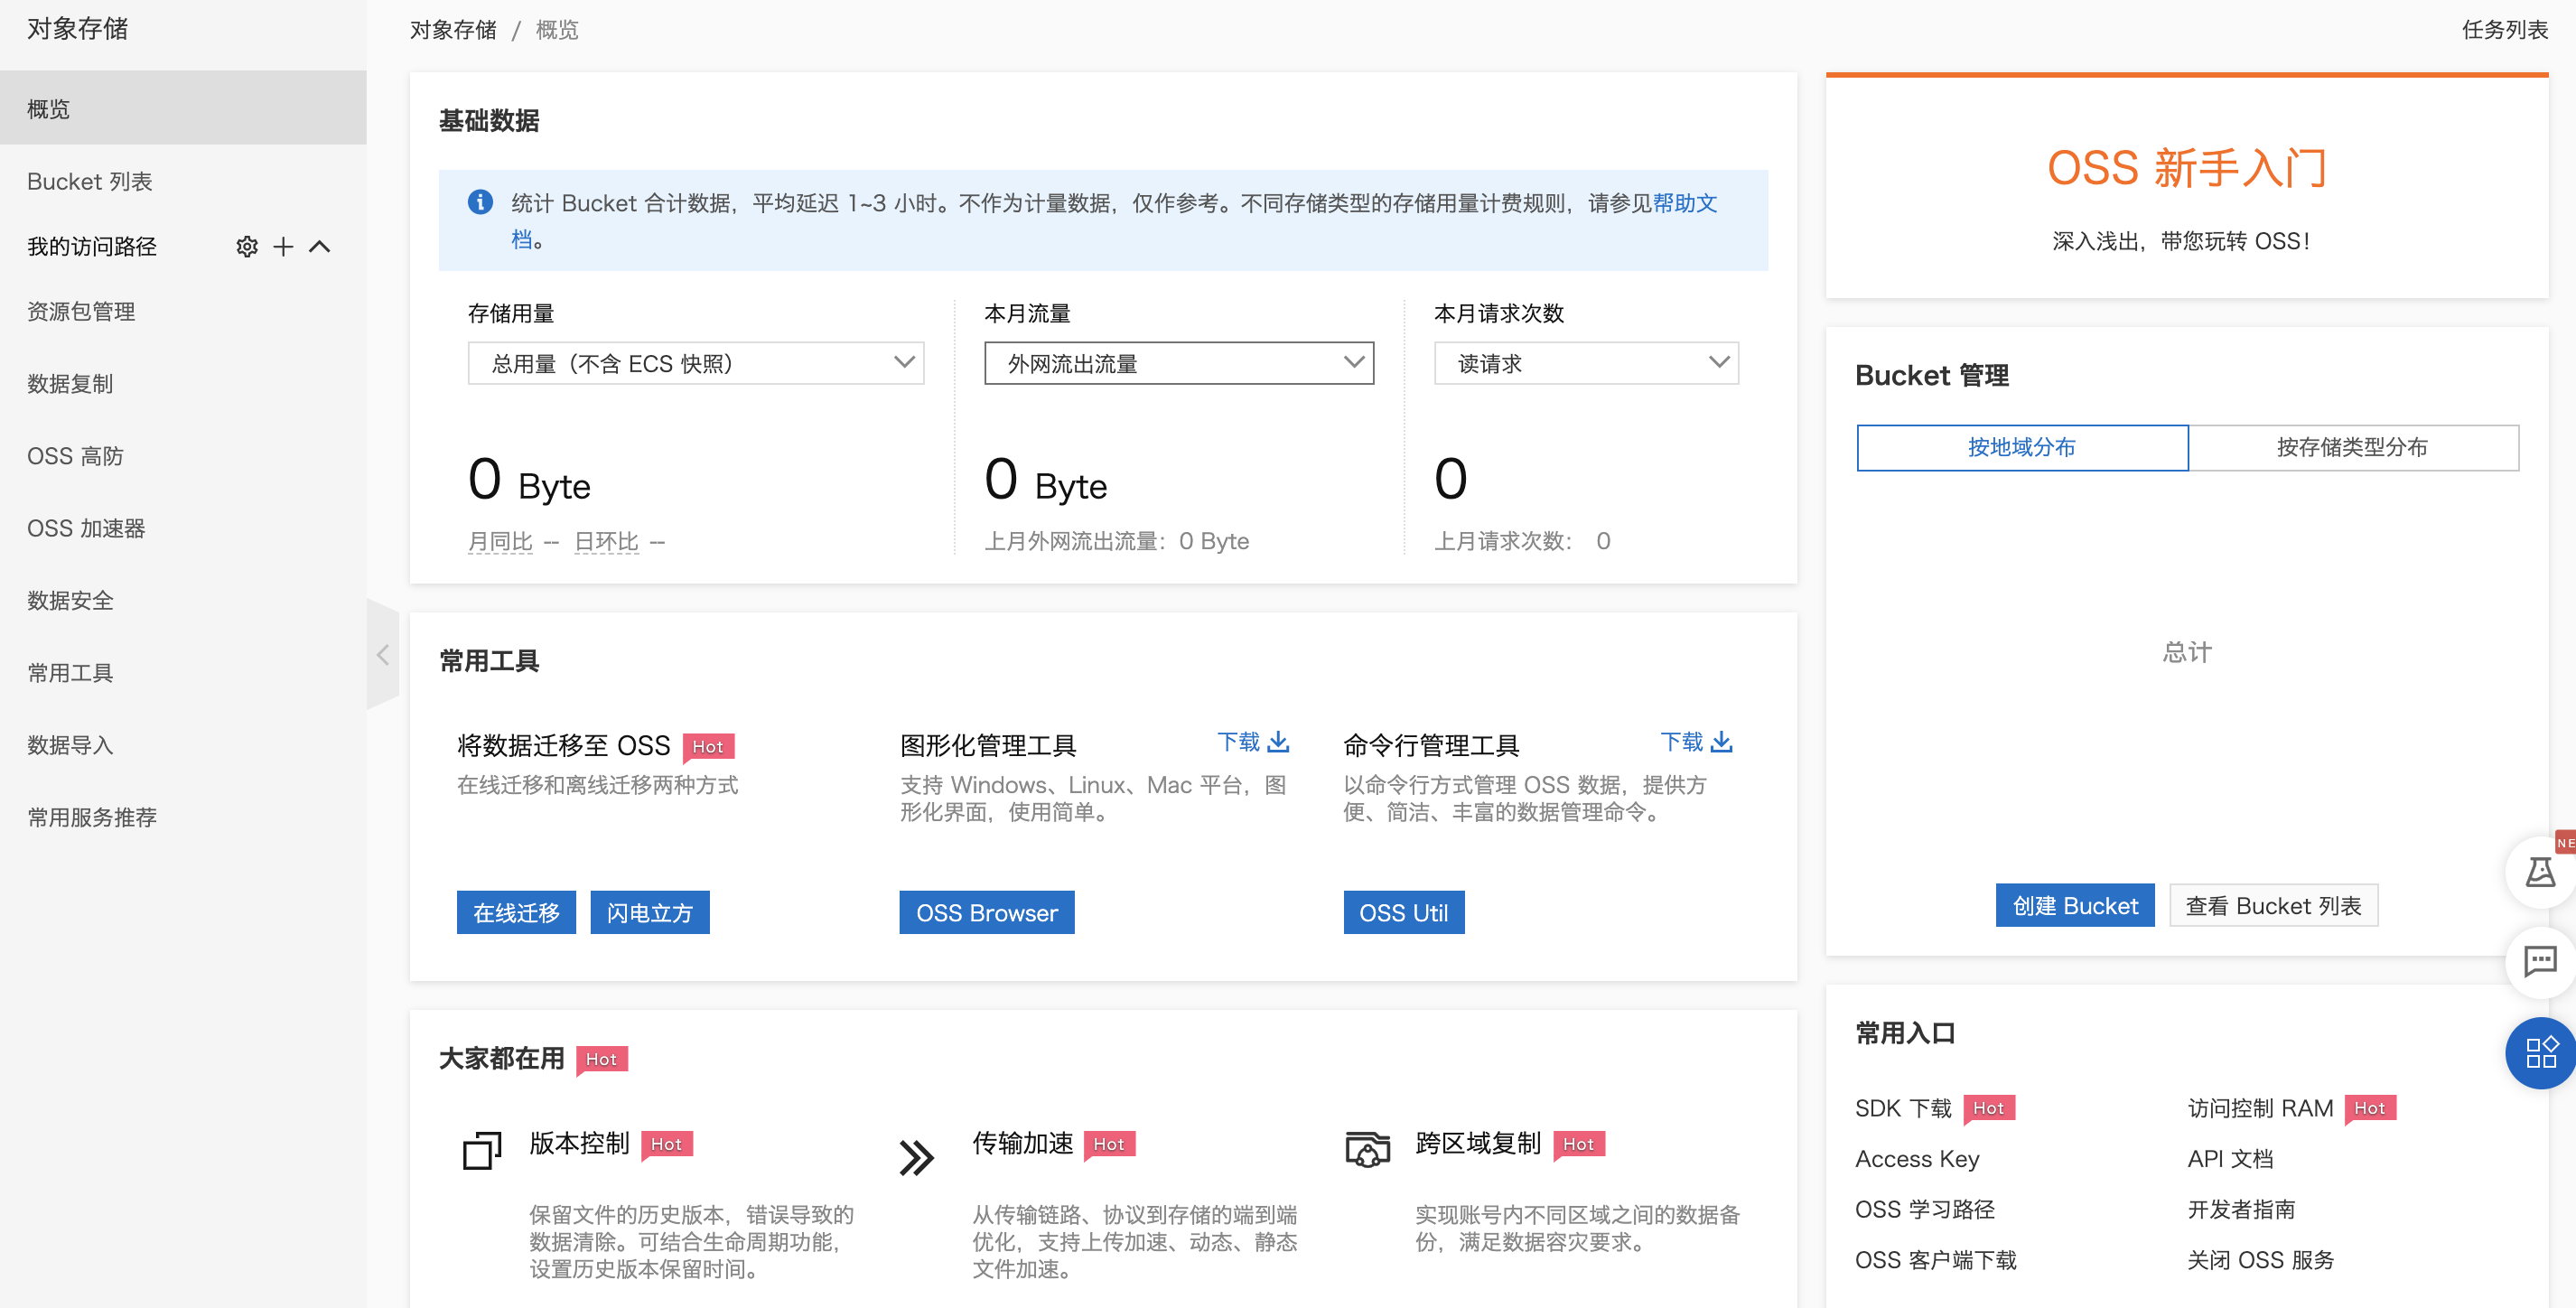 对象存储
概览
Bucket 列表
我的访问路径
资源包管理
数据复制
OSS 高防
OSS 加速器
数据安全
常用工具
数据导入
常用服务推荐
对象存储 / 概览
任务列表
基础数据
统计 Bucket 合计数据，平均延迟 1~3 小时。不作为计量数据，仅作参考。不同存储类型的存储用量计费规则，请参见帮助文
档。
存储用量
总用量（不含 ECS 快照）
0 Byte
月同比 -- 日环比 --
本月流量
外网流出流量
0 Byte
上月外网流出流量：0 Byte
本月请求次数
读请求
0
上月请求次数： 0
常用工具
将数据迁移至 OSS Hot
在线迁移和离线迁移两种方式
在线迁移 闪电立方
图形化管理工具 下载
支持 Windows、Linux、Mac 平台，图
形化界面，使用简单。
OSS Browser
命令行管理工具 下载
以命令行方式管理 OSS 数据，提供方
便、简洁、丰富的数据管理命令。
OSS Util
大家都在用 Hot
版本控制 Hot
保留文件的历史版本，错误导致的
数据清除。可结合生命周期功能，
设置历史版本保留时间。
传输加速 Hot
从传输链路、协议到存储的端到端
优化，支持上传加速、动态、静态
文件加速。
跨区域复制 Hot
实现账号内不同区域之间的数据备
份，满足数据容灾要求。
OSS 新手入门
深入浅出，带您玩转 OSS！
Bucket 管理
按地域分布 按存储类型分布
总计
创建 Bucket 查看 Bucket 列表
NE
常用入口
SDK 下载 Hot 访问控制 RAM Hot
Access Key API 文档
OSS 学习路径 开发者指南
OSS 客户端下载 关闭 OSS 服务